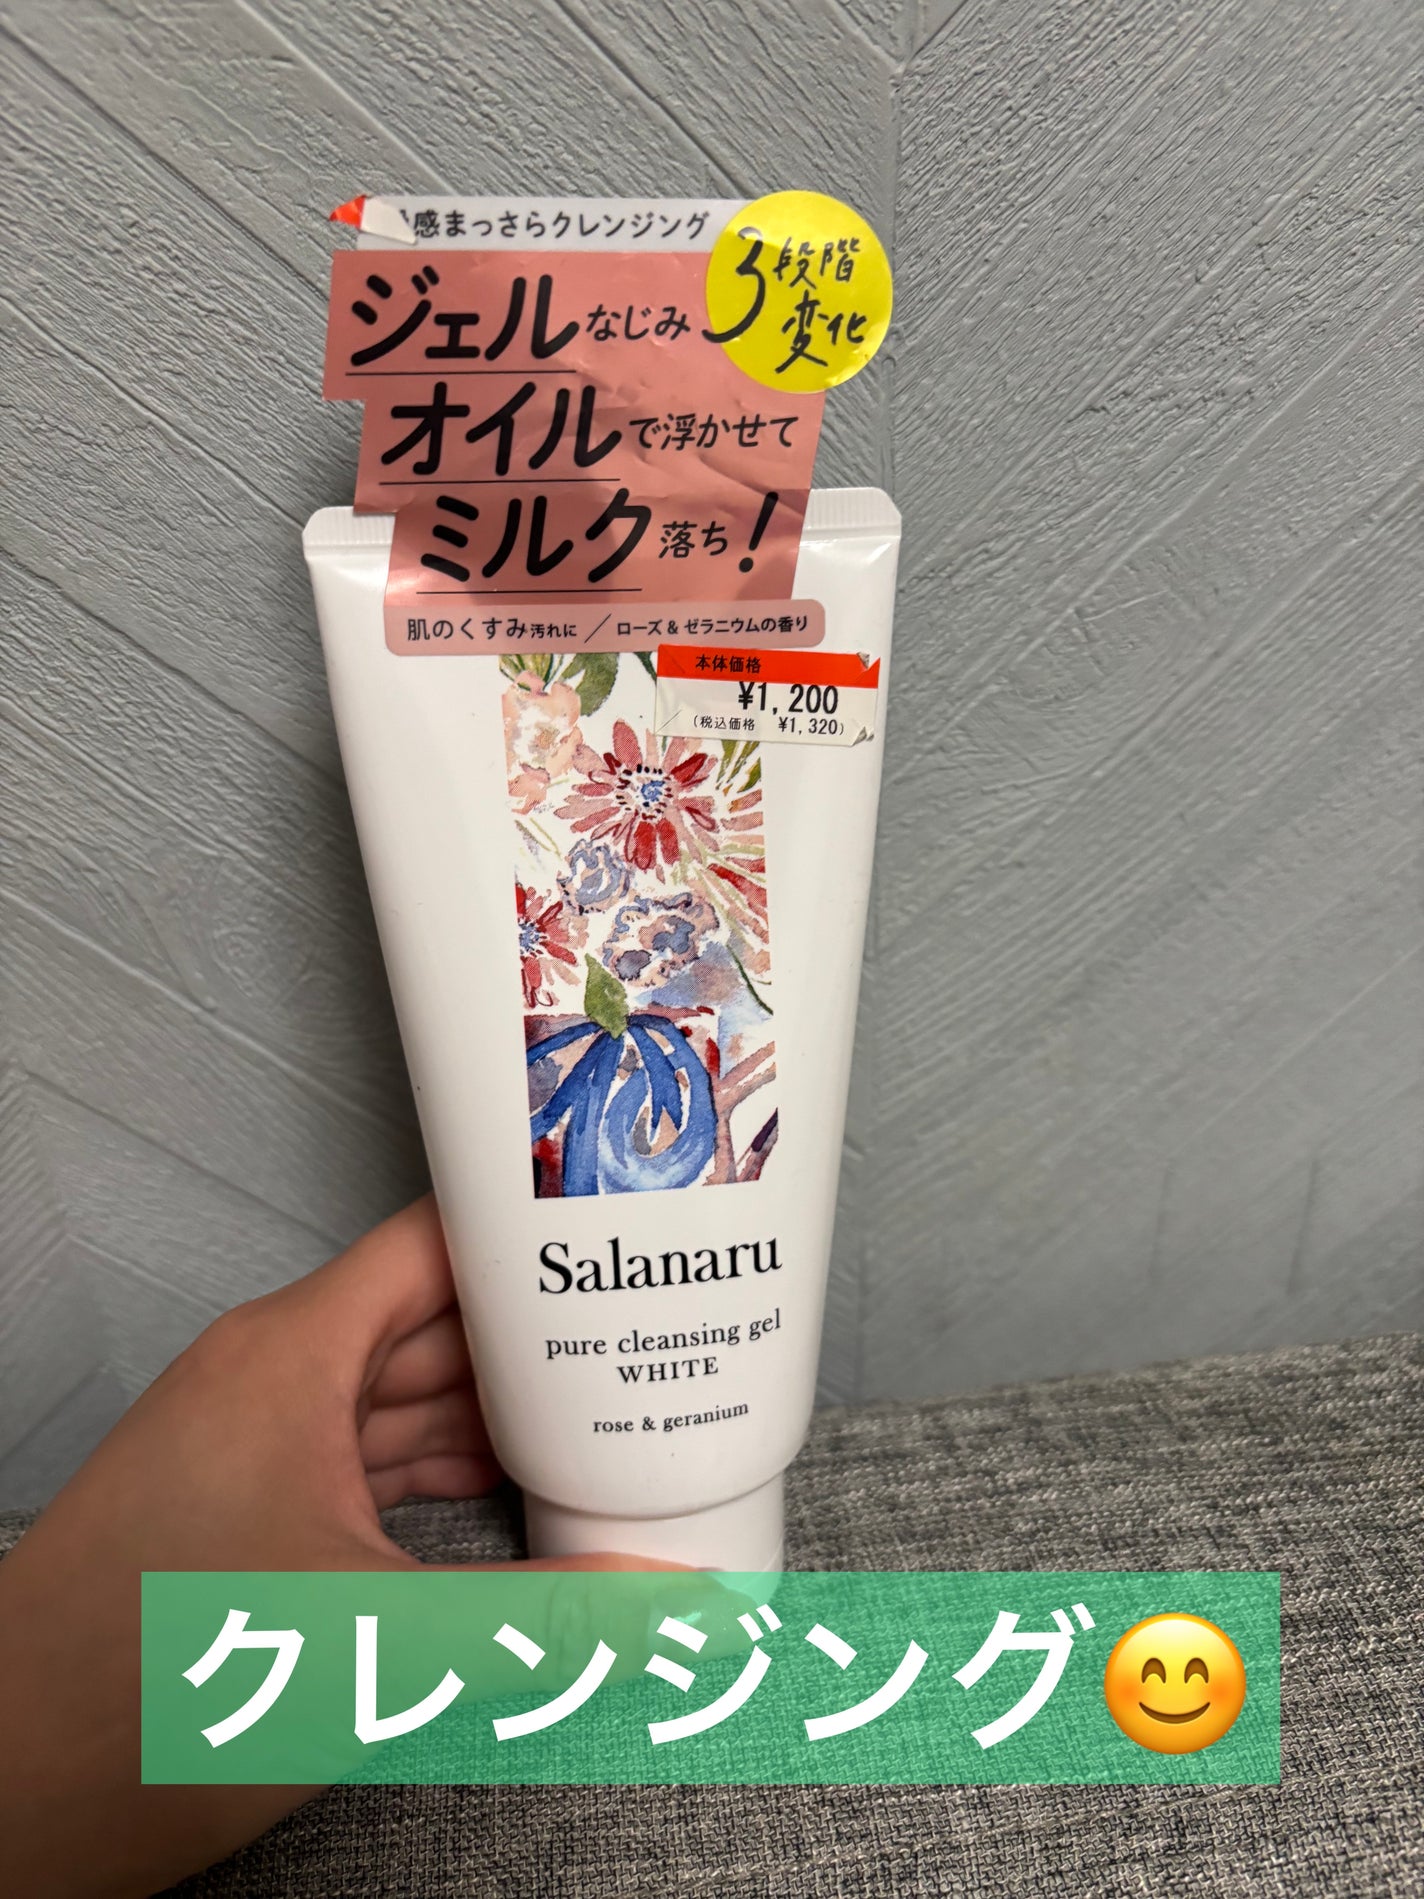 感まっさらクレンジング
3段階
変化
ジェルなじみ
オイルで浮かせて
ミルク落ち!
肌のくすみ汚れに / ローズ&ゼラニウムの香り
本体価格
¥1,200
(税込価格 ¥1,320)
Salanaru
pure cleansing gel
WHITE
rose & geranium
クレンジング😊